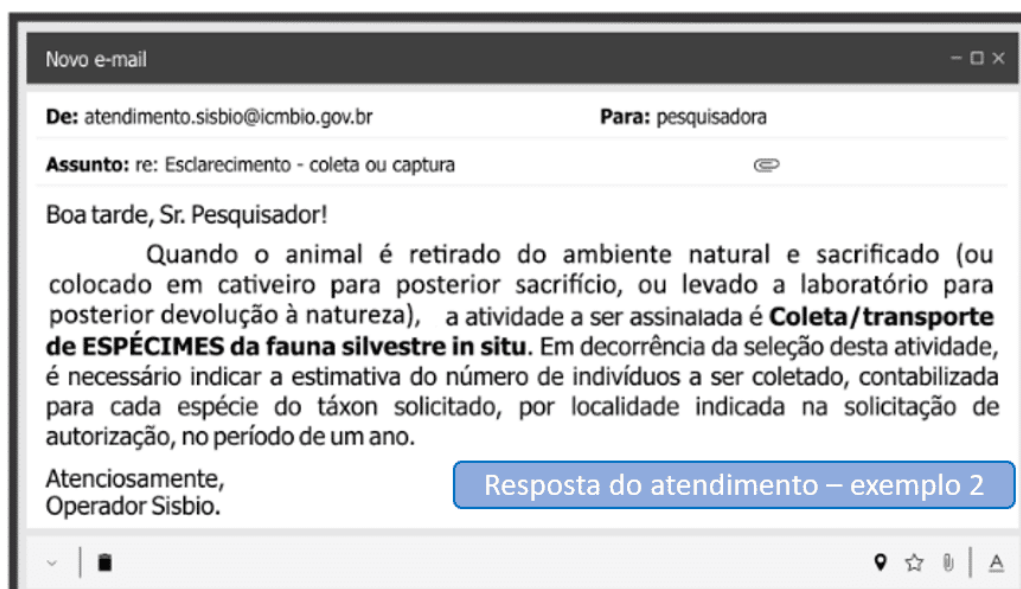 Novo e-mail
De: atendimento.sisbio@icmbio.gov.br Para: pesquisadora
Assunto: re: Esclarecimento - coleta ou captura
Boa tarde, Sr. Pesquisador!
Quando o animal é retirado do ambiente natural e sacrificado (ou
colocado em cativeiro para posterior sacrifício, ou levado a laboratório para
posterior devolução à natureza), a atividade a ser assinalada é Coleta/transporte
de ESPÉCIMES da fauna silvestre in situ. Em decorrência da seleção desta atividade,
é necessário indicar a estimativa do número de indivíduos a ser coletado, contabilizada
para cada espécie do táxon solicitado, por localidade indicada na solicitação de
autorização, no período de um ano.
Atenciosamente,
Operador Sisbio.
Resposta do atendimento – exemplo 2
A